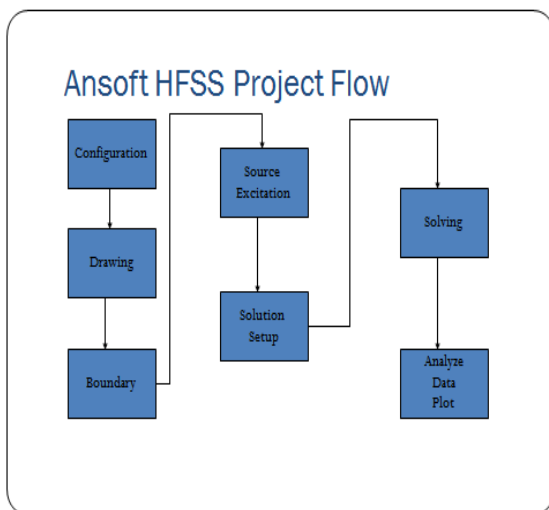 Ansoft HFSS Project Flow
Configuration
Drawing
Boundary
Source
Excitation
Solution
Setup
Solving
Analyze
Data
Plot